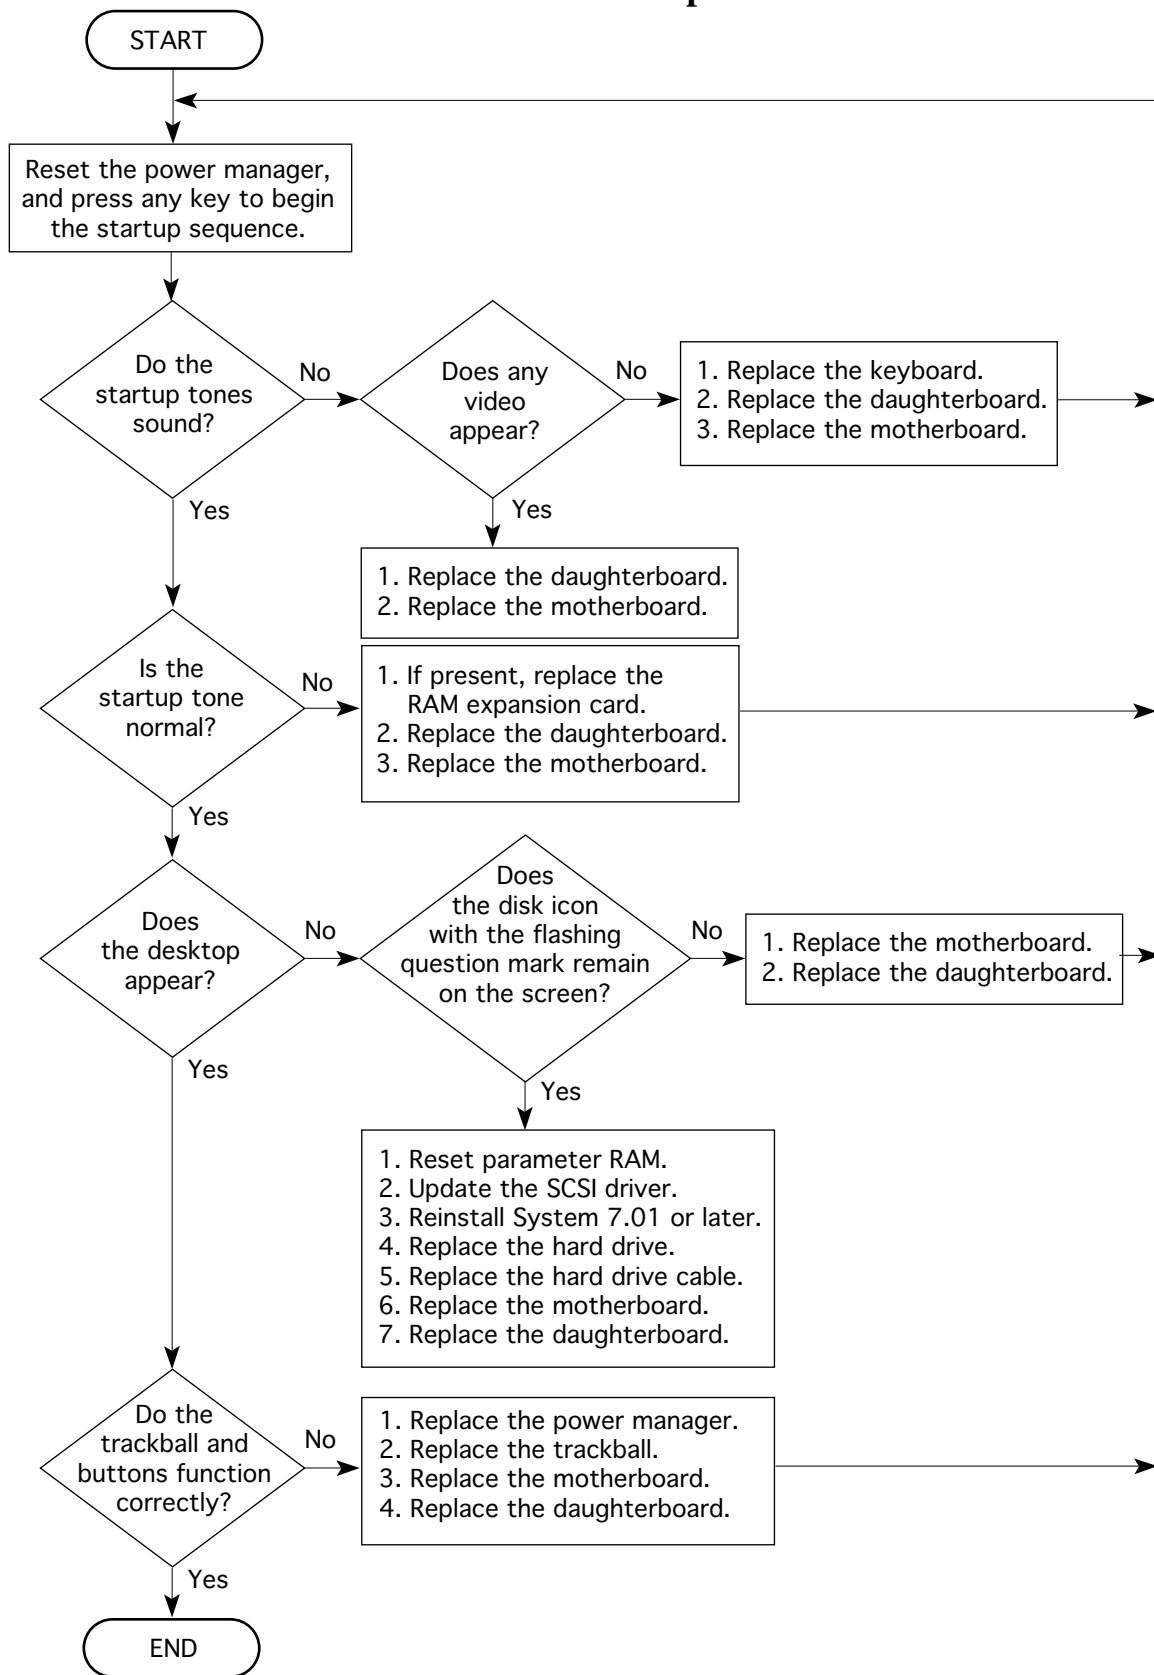 START
Reset the power manager,
and press any key to begin
the startup sequence.
Do the
startup tones
sound?
No
Does any
video
appear?
No
1. Replace the keyboard.
2. Replace the daughterboard.
3. Replace the motherboard.
Yes
Yes
1. Replace the daughterboard.
2. Replace the motherboard.
Is the
startup tone
normal?
No
1. If present, replace the
RAM expansion card.
2. Replace the daughterboard.
3. Replace the motherboard.
Yes
Does
the desktop
appear?
No
Does
the disk icon
with the flashing
question mark remain
on the screen?
No
1. Replace the motherboard.
2. Replace the daughterboard.
Yes
Yes
1. Reset parameter RAM.
2. Update the SCSI driver.
3. Reinstall System 7.01 or later.
4. Replace the hard drive.
5. Replace the hard drive cable.
6. Replace the motherboard.
7. Replace the daughterboard.
Do the
trackball and
buttons function
correctly?
No
1. Replace the power manager.
2. Replace the trackball.
3. Replace the motherboard.
4. Replace the daughterboard.
Yes
END